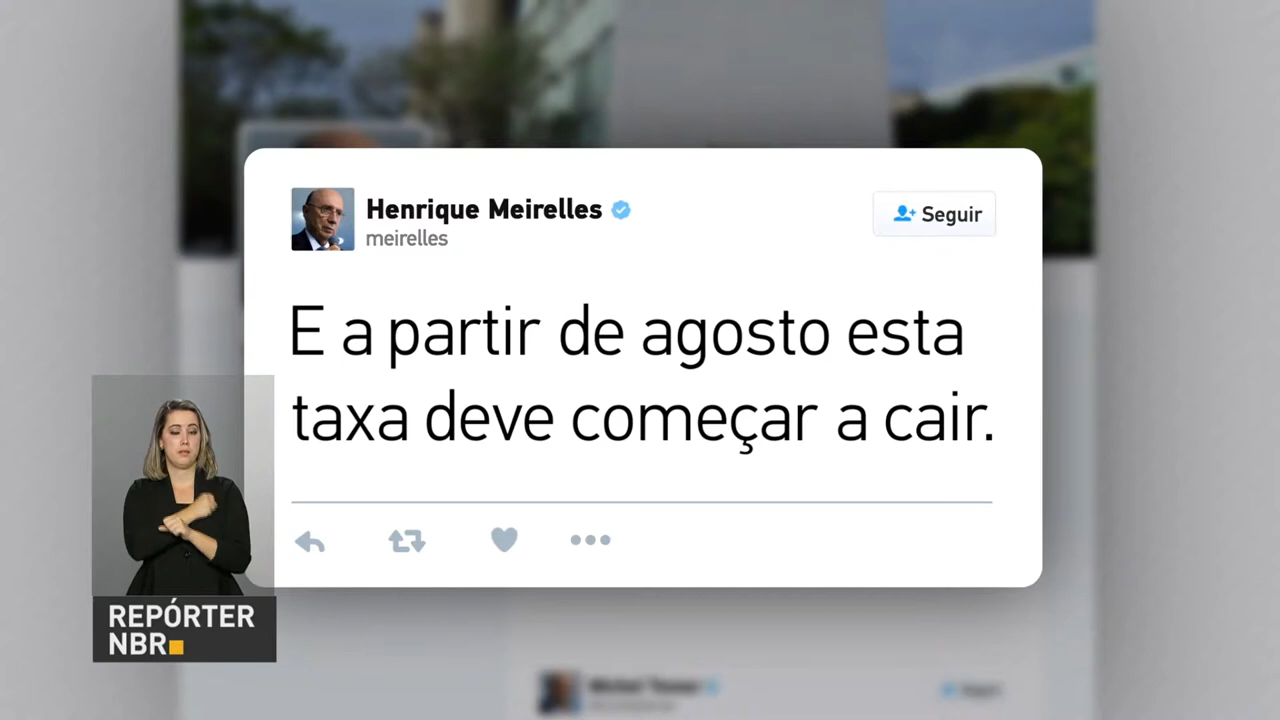 Henrique Meirelles
meirelles
Seguir
E a partir de agosto esta
taxa deve começar a cair.
REPÓRTER
NBR